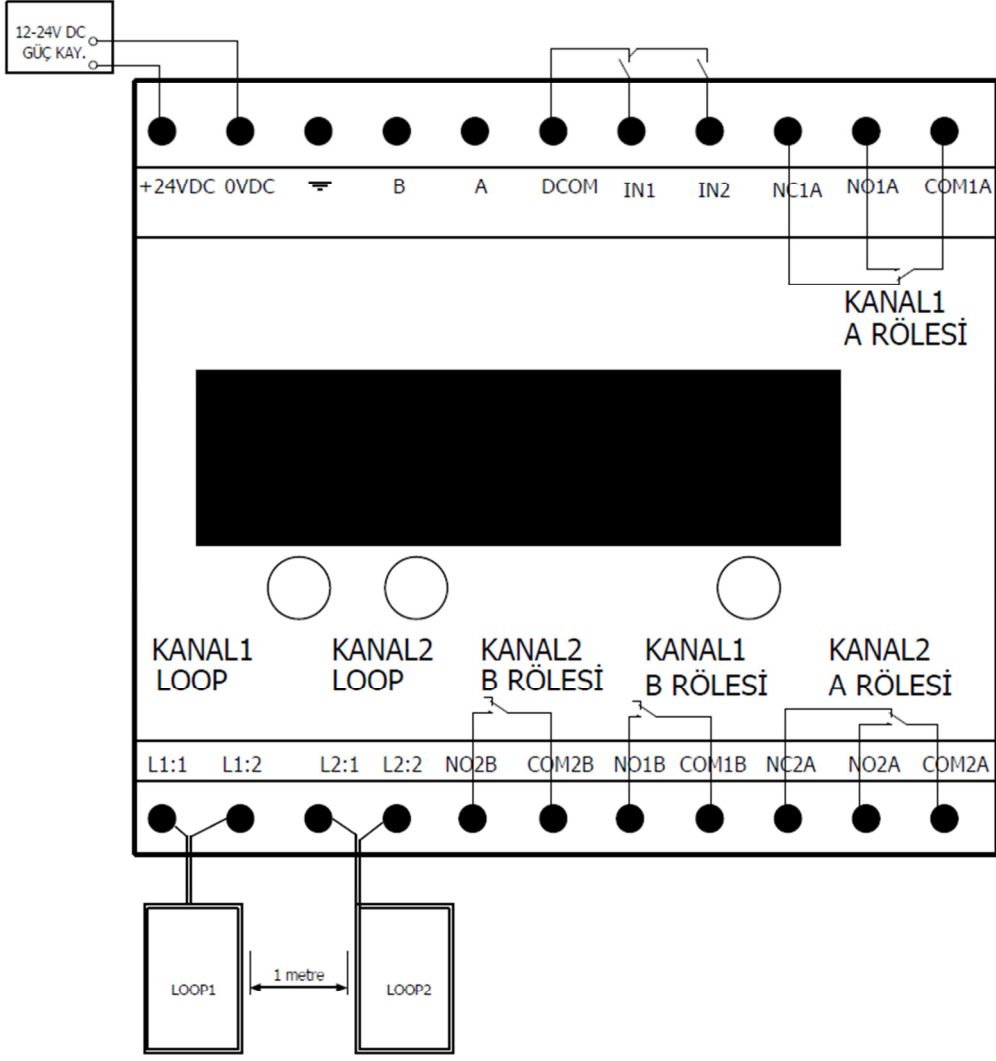 12-24V DC
GÜÇ KAY.
+24VDC 0VDC B A DCOM IN1 IN2 NC1A NO1A COM1A
KANAL1
A RÖLESİ
KANAL1
LOOP
KANAL2
LOOP
KANAL2
B RÖLESİ
KANAL1
B RÖLESİ
KANAL2
A RÖLESİ
L1:1 L1:2 L2:1 L2:2 NO2B COM2B NO1B COM1B NC2A NO2A COM2A
LOOP1
1 metre
LOOP2